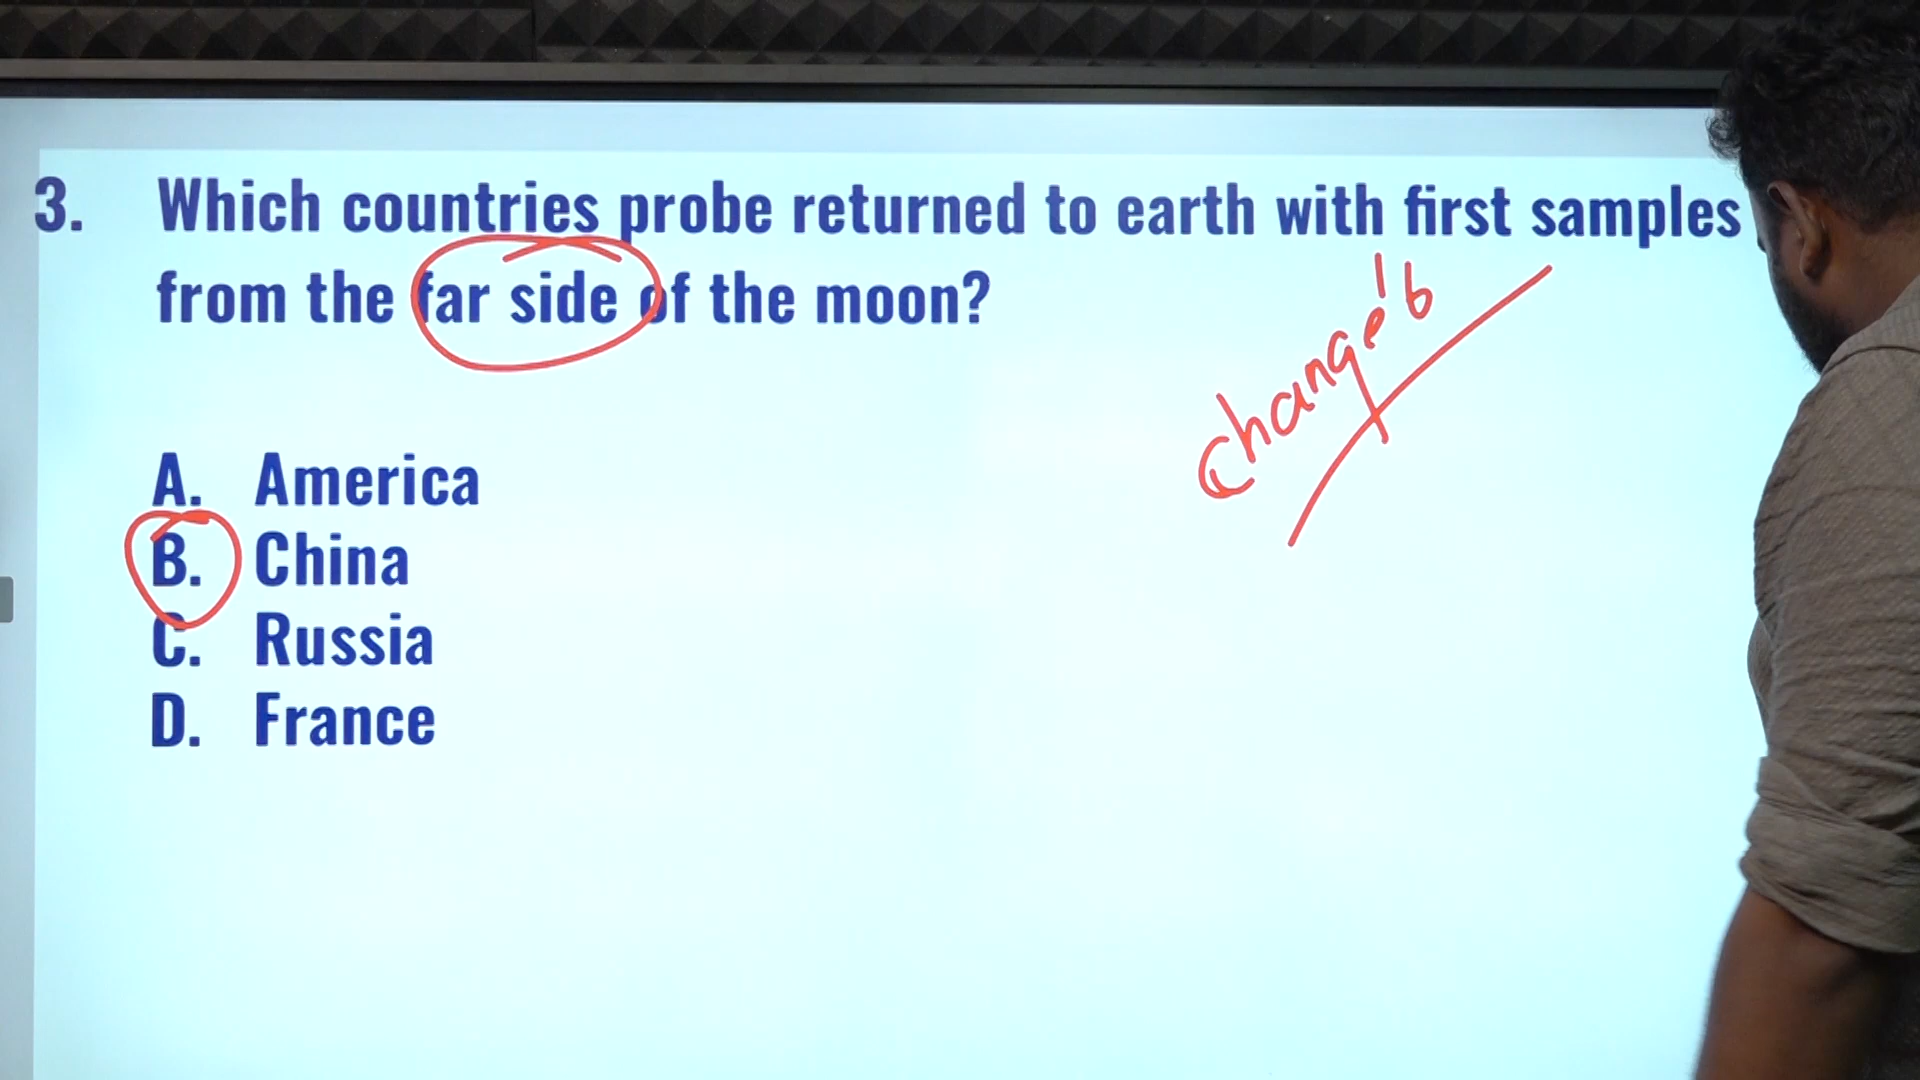 3. Which countries probe returned to earth with first samples
from the far side of the moon?
change'6
A. America
B. China
C. Russia
D. France